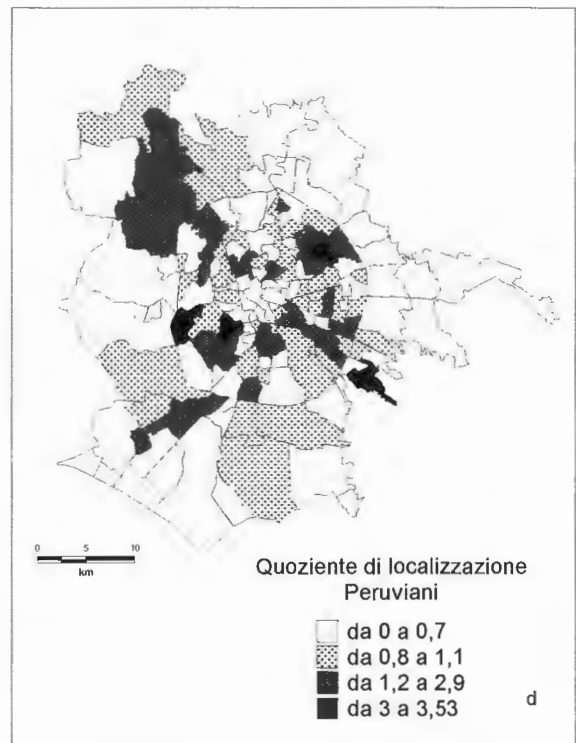 0 5 10
km
Quoziente di localizzazione
Peruviani
da 0 a 0,7
da 0,8 a 1,1
da 1,2 a 2,9
da 3 a 3,53
d